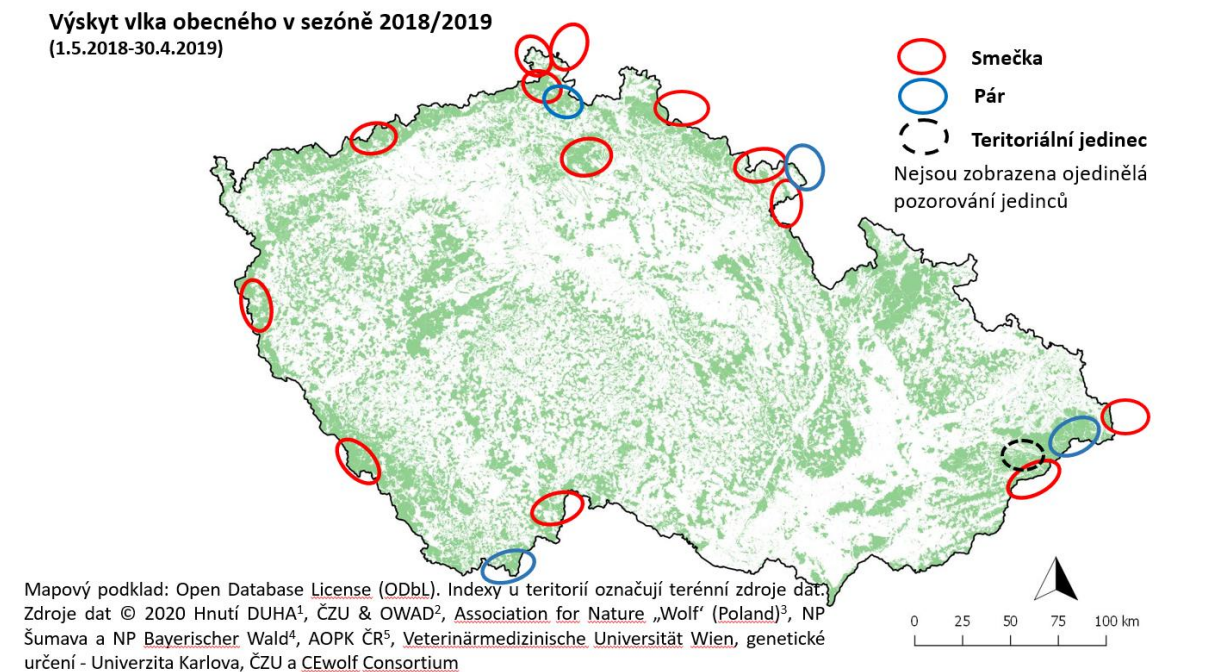 Výskyt vlka obecného v sezóně 2018/2019
(1.5.2018-30.4.2019)
Smečka
Pár
Teritoriální jedinec
Nejsou zobrazena ojedinělá
pozorování jedinců
Mapový podklad: Open Database License (ODbL). Indexy u teritorií označují terénní zdroje dat.
Zdroje dat © 2020 Hnutí DUHA¹, ČZU & OWAD², Association for Nature „Wolf‘ (Poland)³, NP
Šumava a NP Bayerischer Wald⁴, AOPK ČR⁵, Veterinärmedizinische Universität Wien, genetické
určení - Univerzita Karlova, ČZU a CEwolf Consortium
0 25 50 75 100 km